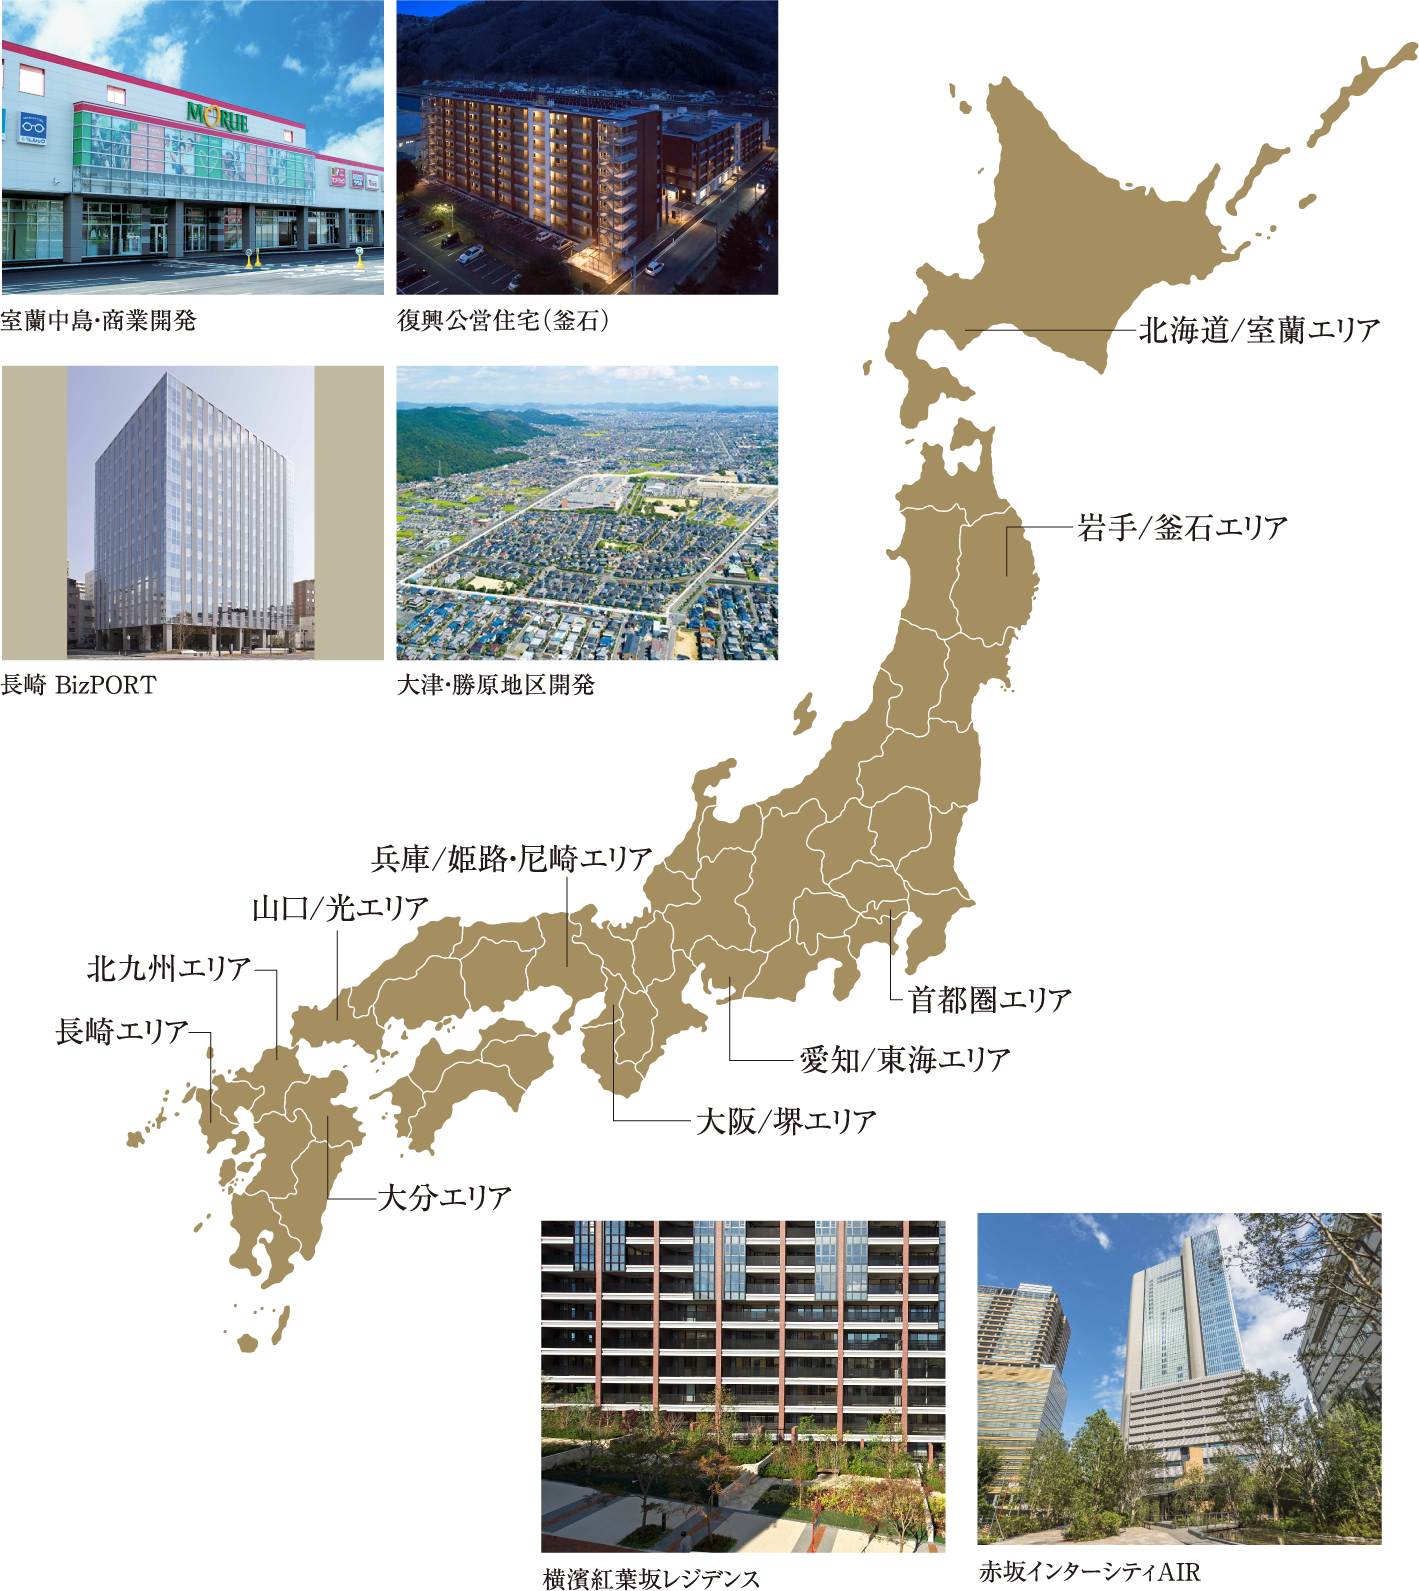 MORUE
室蘭中島・商業開発
復興公営住宅（釜石）
長崎 BizPORT
大津・勝原地区開発
北海道/室蘭エリア
岩手/釜石エリア
兵庫/姫路・尼崎エリア
山口/光エリア
北九州エリア
長崎エリア
首都圏エリア
愛知/東海エリア
大阪/堺エリア
大分エリア
横濱紅葉坂レジデンス
赤坂インターシティAIR